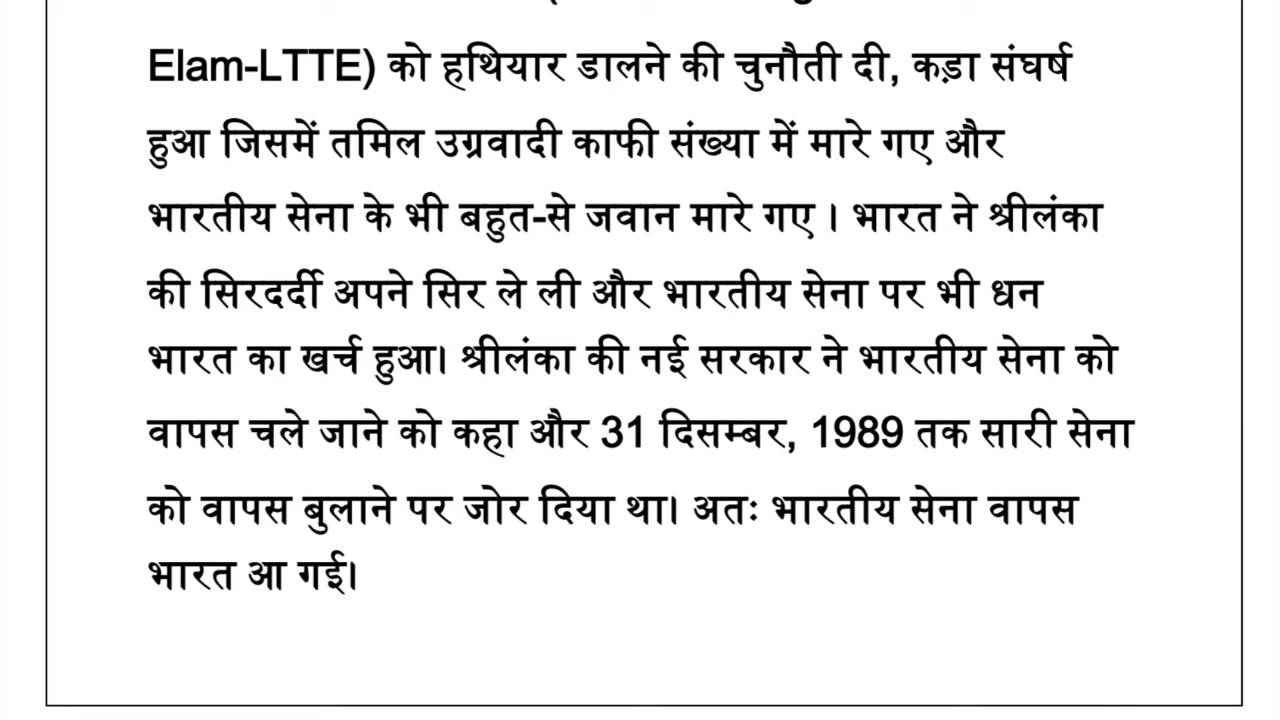 Elam-LTTE) को हथियार डालने की चुनौती दी, कड़ा संघर्ष
हुआ जिसमें तमिल उग्रवादी काफी संख्या में मारे गए और
भारतीय सेना के भी बहुत-से जवान मारे गए । भारत ने श्रीलंका
की सिरदर्दी अपने सिर ले ली और भारतीय सेना पर भी धन
भारत का खर्च हुआ। श्रीलंका की नई सरकार ने भारतीय सेना को
वापस चले जाने को कहा और 31 दिसम्बर, 1989 तक सारी सेना
को वापस बुलाने पर जोर दिया था। अतः भारतीय सेना वापस
भारत आ गई।